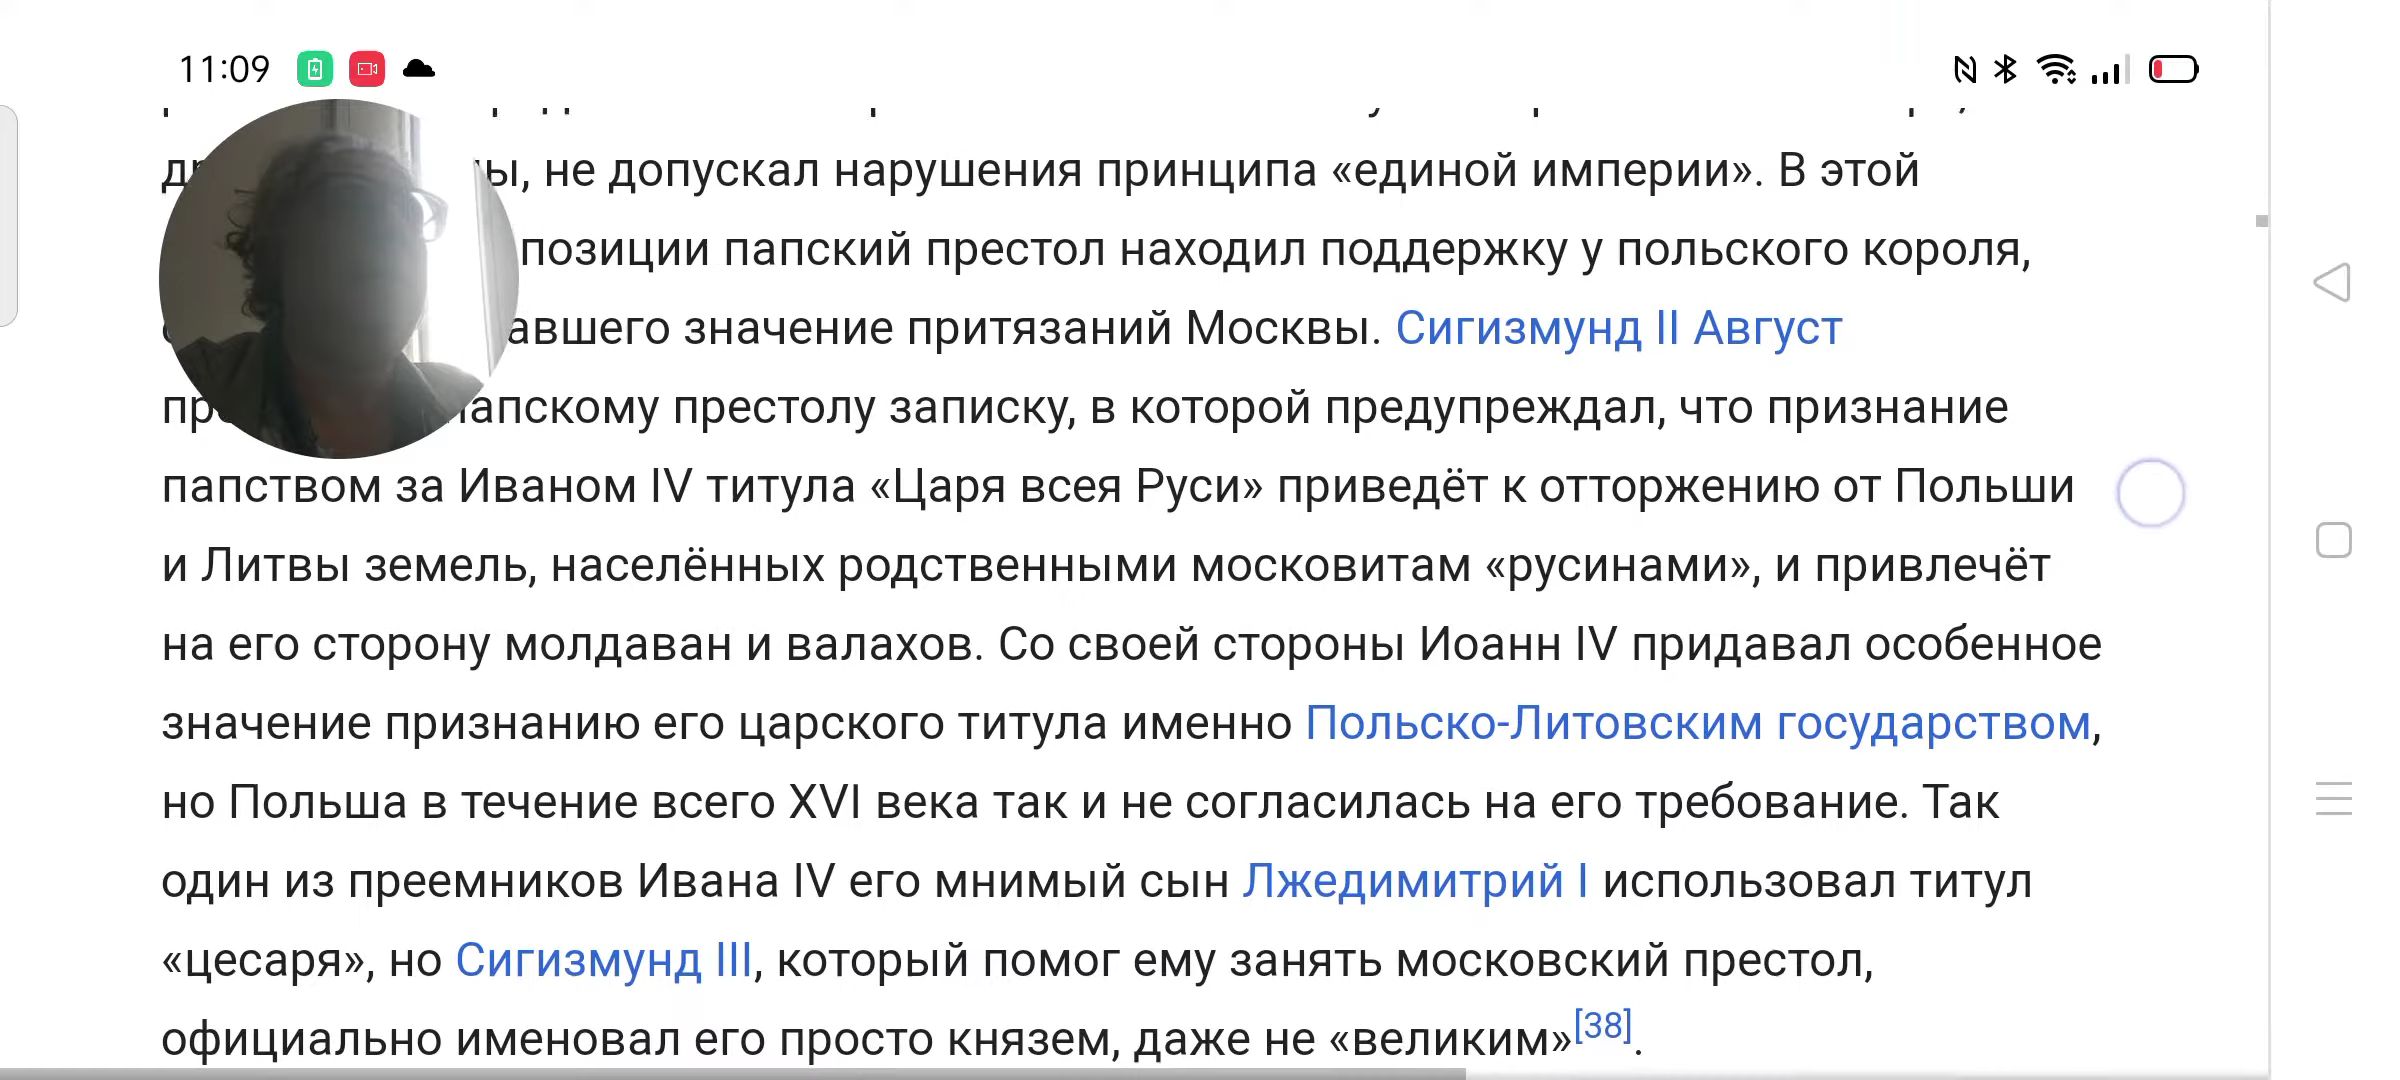 11:09
не допускал нарушения принципа «единой империи». В этой
позиции папский престол находил поддержку у польского короля,
значение притязаний Москвы. Сигизмунд II Август
престолу записку, в которой предупреждал, что признание
папством за Иваном IV титула «Царя всея Руси» приведёт к отторжению от Польши
и Литвы земель, населённых родственными московитам «русинами», и привлечёт
на его сторону молдаван и валахов. Со своей стороны Иоанн IV придавал особенное
значение признанию его царского титула именно Польско-Литовским государством,
но Польша в течение всего XVI века так и не согласилась на его требование. Так
один из преемников Ивана IV его мнимый сын Лжедимитрий I использовал титул
«цесаря», но Сигизмунд III, который помог ему занять московский престол,
официально именовал его просто князем, даже не «великим»[38].